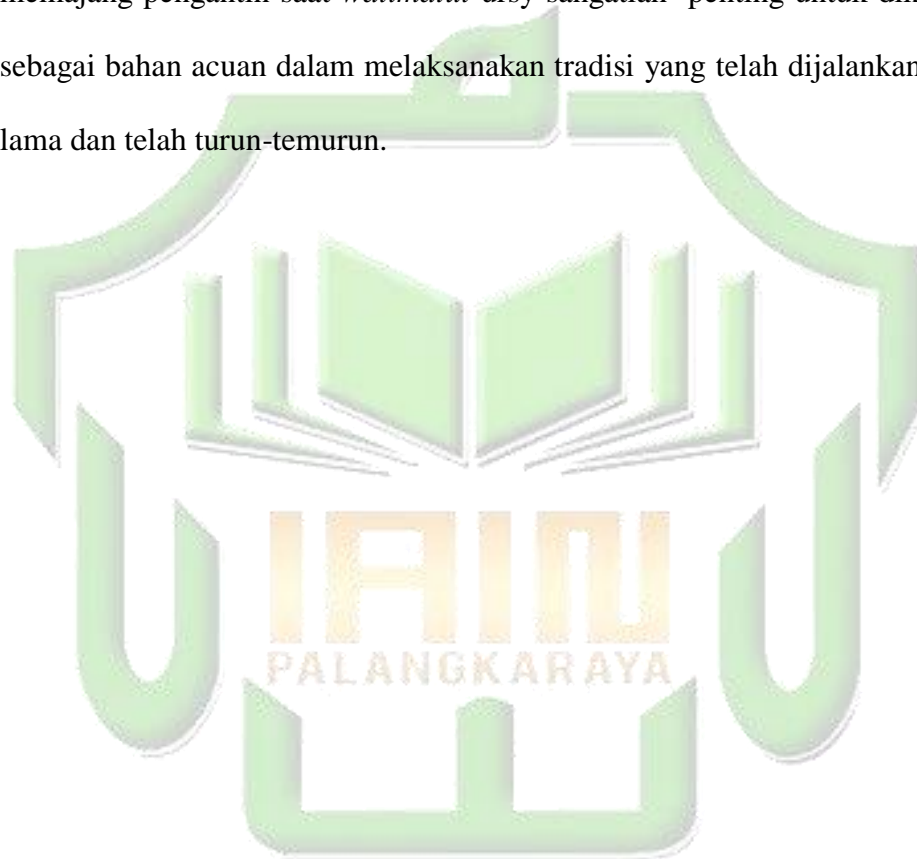 memajang pengantin saat walimatul 'ursy sangatlah penting untuk
sebagai bahan acuan dalam melaksanakan tradisi yang telah dijalankan
lama dan telah turun-temurun.
IAIN
PALANGKARAYA